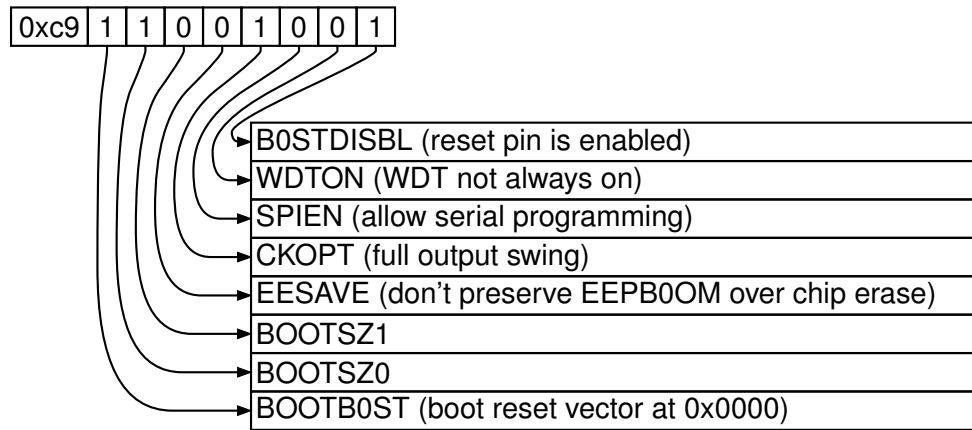 0xc9 1 1 0 0 1 0 0 1
B0STDISBL (reset pin is enabled)
WDTON (WDT not always on)
SPIEN (allow serial programming)
CKOPT (full output swing)
EESAVE (don't preserve EEPB0OM over chip erase)
BOOTSZ1
BOOTSZ0
BOOTB0ST (boot reset vector at 0x0000)